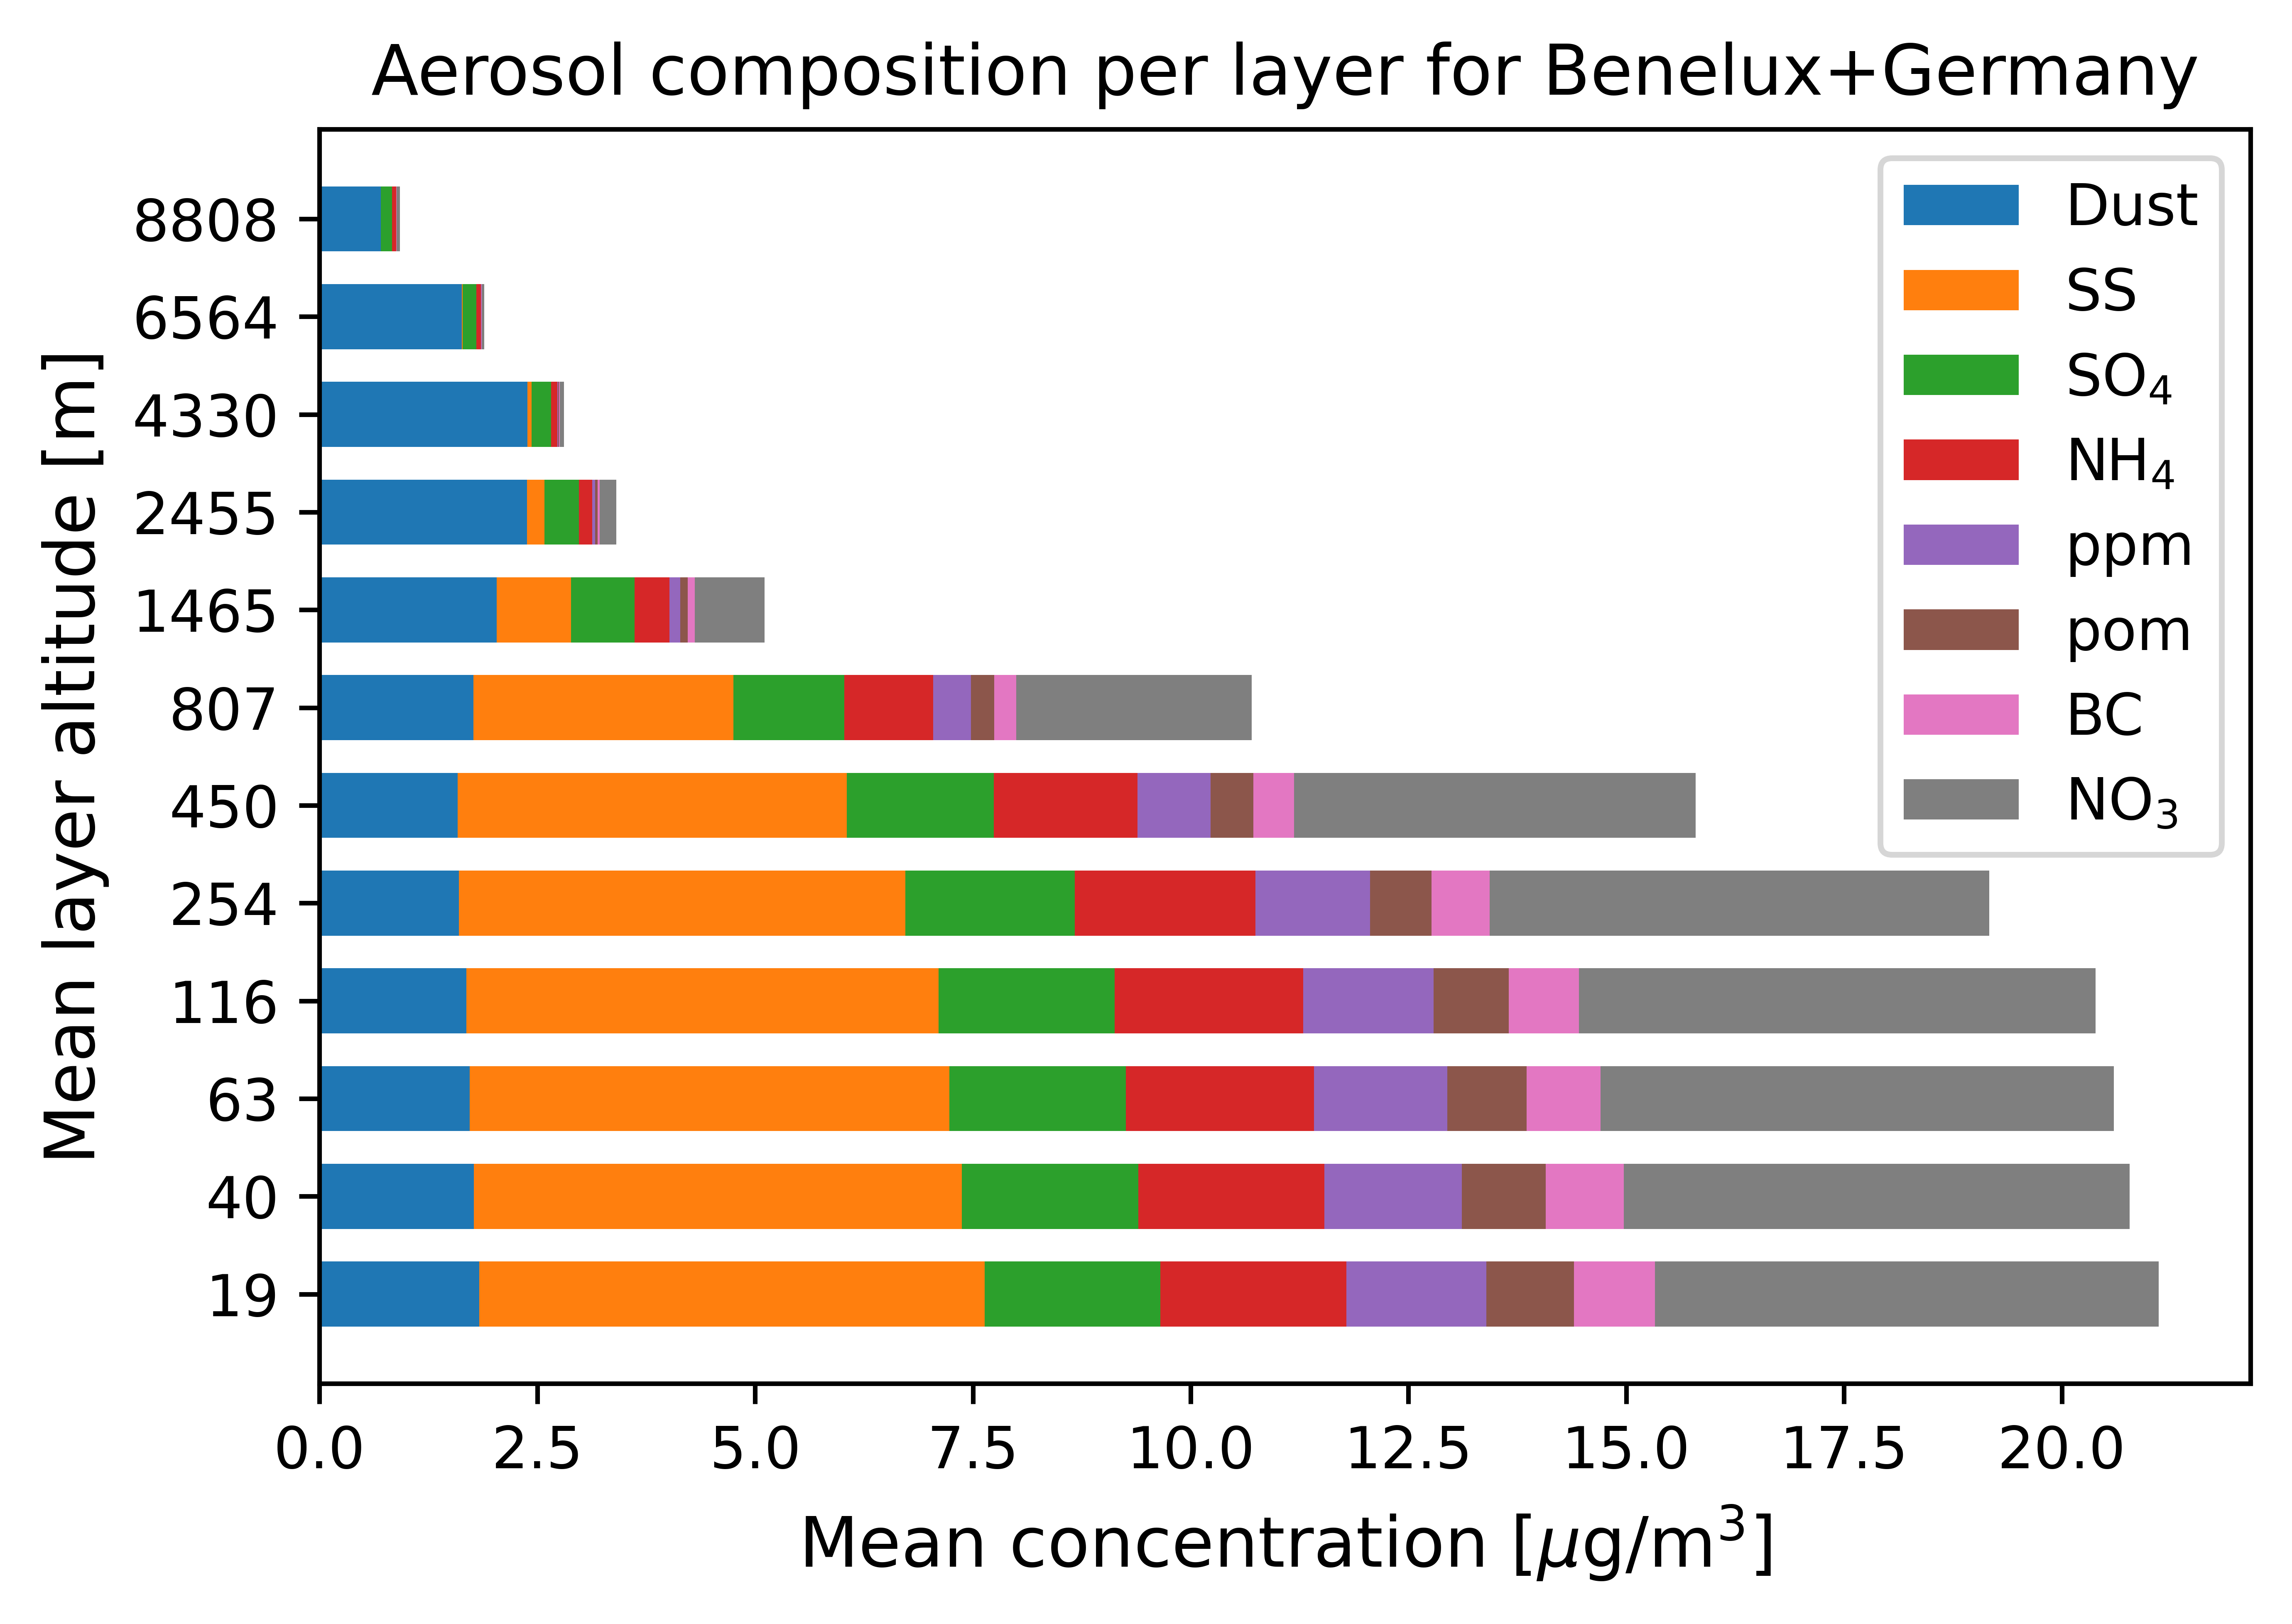 Aerosol composition per layer for Benelux+Germany
Mean layer altitude [m]
8808
6564
4330
2455
1465
807
450
254
116
63
40
19
Dust
SS
SO₄
NH₄
ppm
pom
BC
NO₃
0.0 2.5 5.0 7.5 10.0 12.5 15.0 17.5 20.0
Mean concentration [μg/m³]